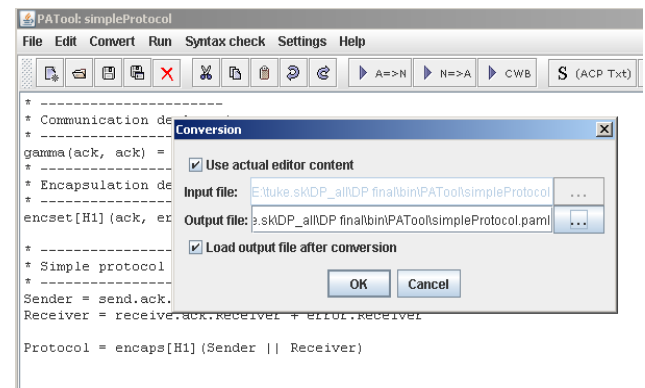 PATool: simpleProtocol
File Edit Convert Run Syntax check Settings Help
A=>N N=>A CWB S (ACP Txt)
* ----------------------
* Communication de
* ----------------
gamma(ack, ack) =
* ----------------
* Encapsulation de
* ----------------
encset[H1](ack, er
* ----------------
* Simple protocol
* ----------------
Sender = send.ack.
Receiver = receive.ack.Receiver + error.Receiver
Protocol = encaps[H1](Sender || Receiver)
Conversion
Use actual editor content
Input file: E:\tuke.sk\DP_all\DP final\bin\PATool\simpleProtocol ...
Output file: e.sk\DP_all\DP final\bin\PATool\simpleProtocol.paml ...
Load output file after conversion
OK Cancel